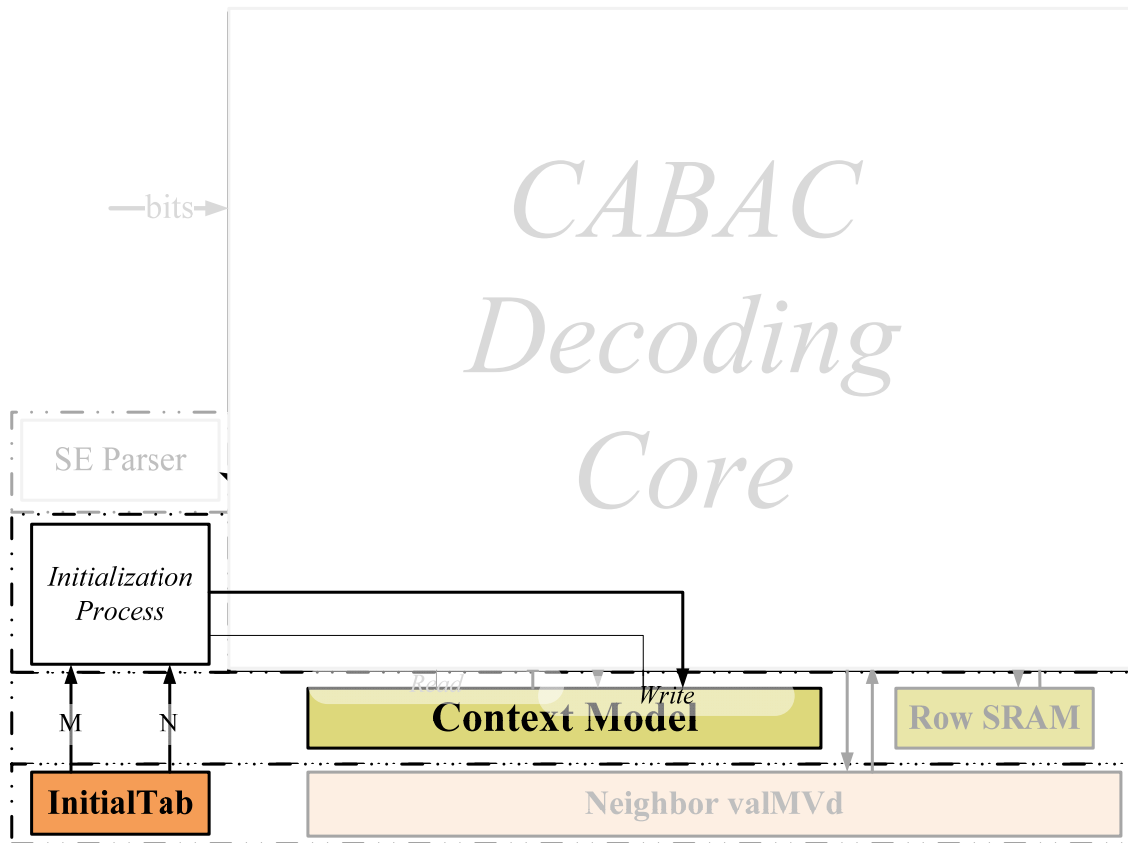 CABAC
Decoding
Core
bits
SE Parser
Initialization
Process
Read
Write
M
N
Context Model
Row SRAM
InitialTab
Neighbor valMVd